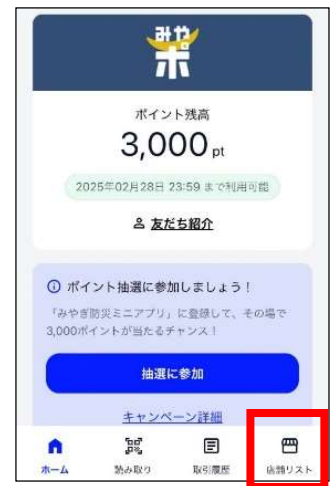 みやポ
ポイント残高
3,000 pt
2025年02月28日 23:59 まで利用可能
友だち紹介
ポイント抽選に参加しましょう！
「みやぎ防災ミニアプリ」に登録して、その場で
3,000ポイントが当たるチャンス！
抽選に参加
キャンペーン詳細
ホーム 読み取り 取引履歴 店舗リスト